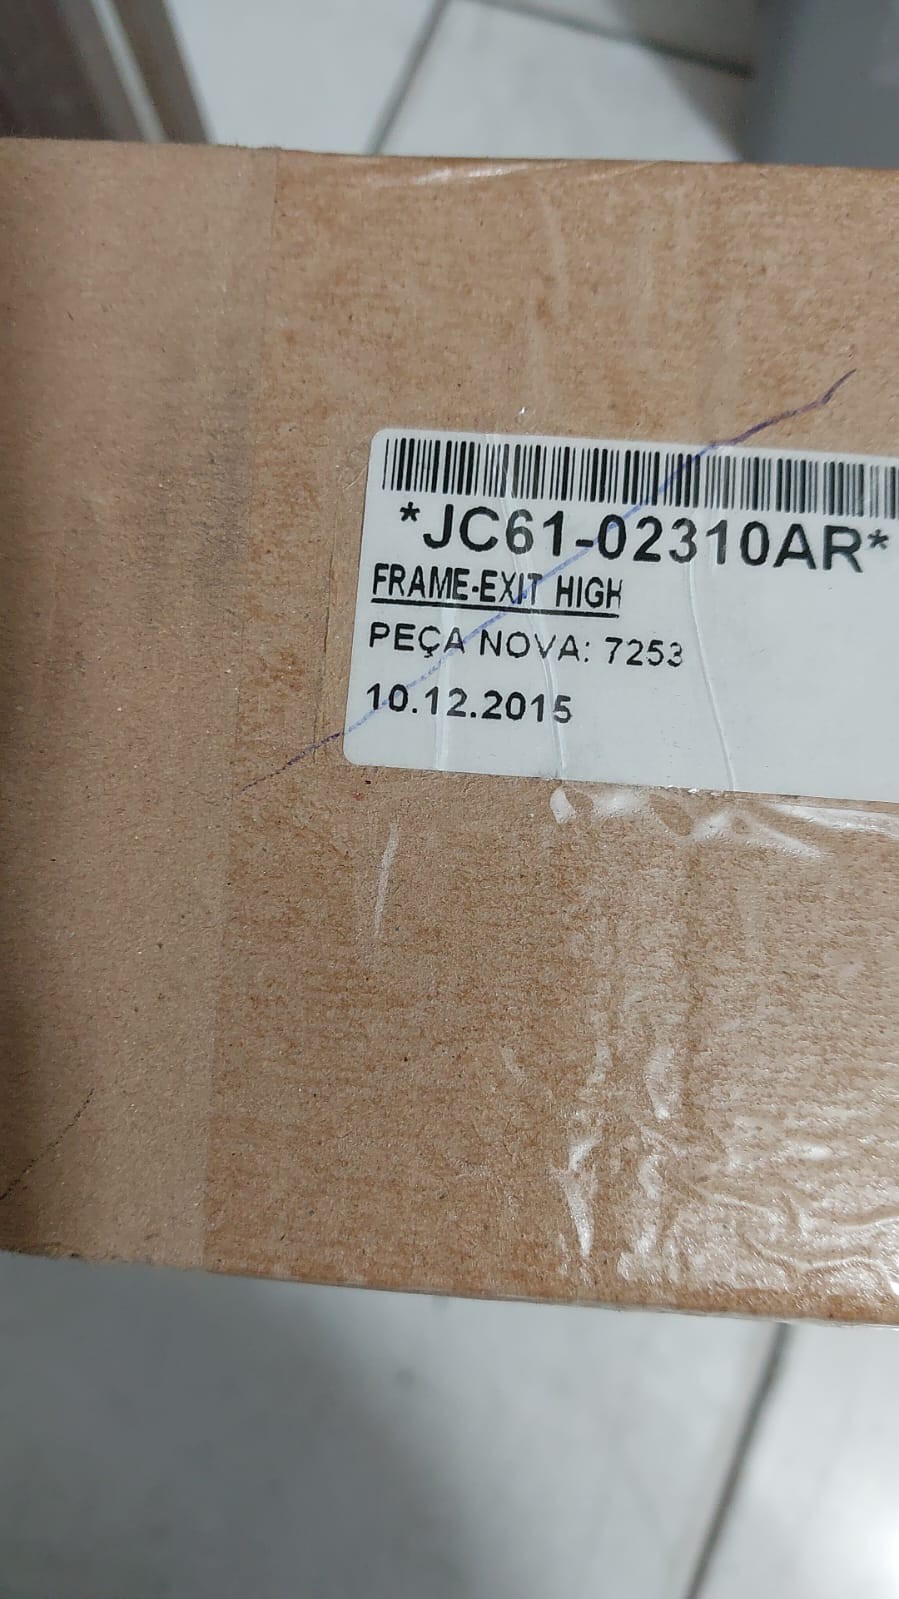 *JC61-02310AR*
FRAME-EXIT HIGH
PEÇA NOVA: 7253
10.12.2015